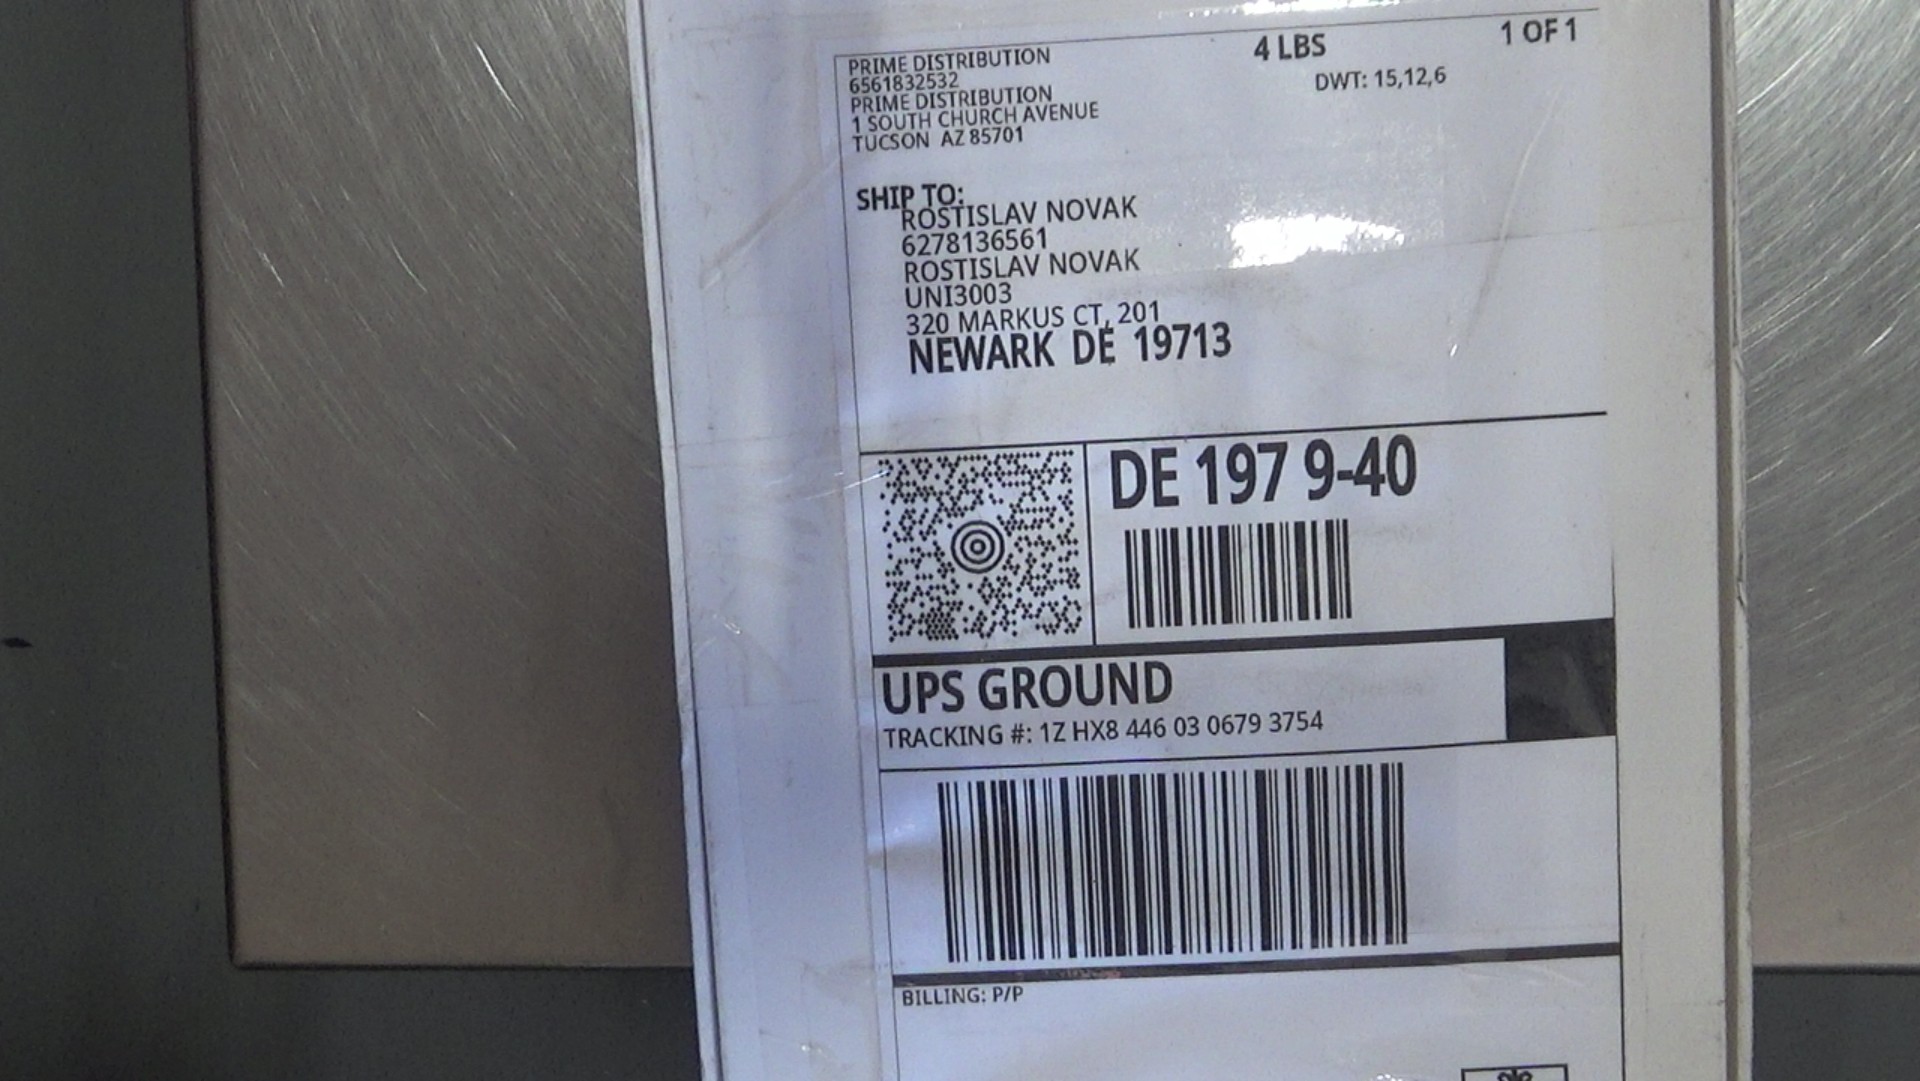 PRIME DISTRIBUTION
6561832532
PRIME DISTRIBUTION
1 SOUTH CHURCH AVENUE
TUCSON AZ 85701
4 LBS
1 OF 1
DWT: 15,12,6
SHIP TO:
ROSTISLAV NOVAK
6278136561
ROSTISLAV NOVAK
UNI3003
320 MARKUS CT, 201
NEWARK DE 19713
DE 197 9-40
UPS GROUND
TRACKING #: 1Z HX8 446 03 0679 3754
BILLING: P/P